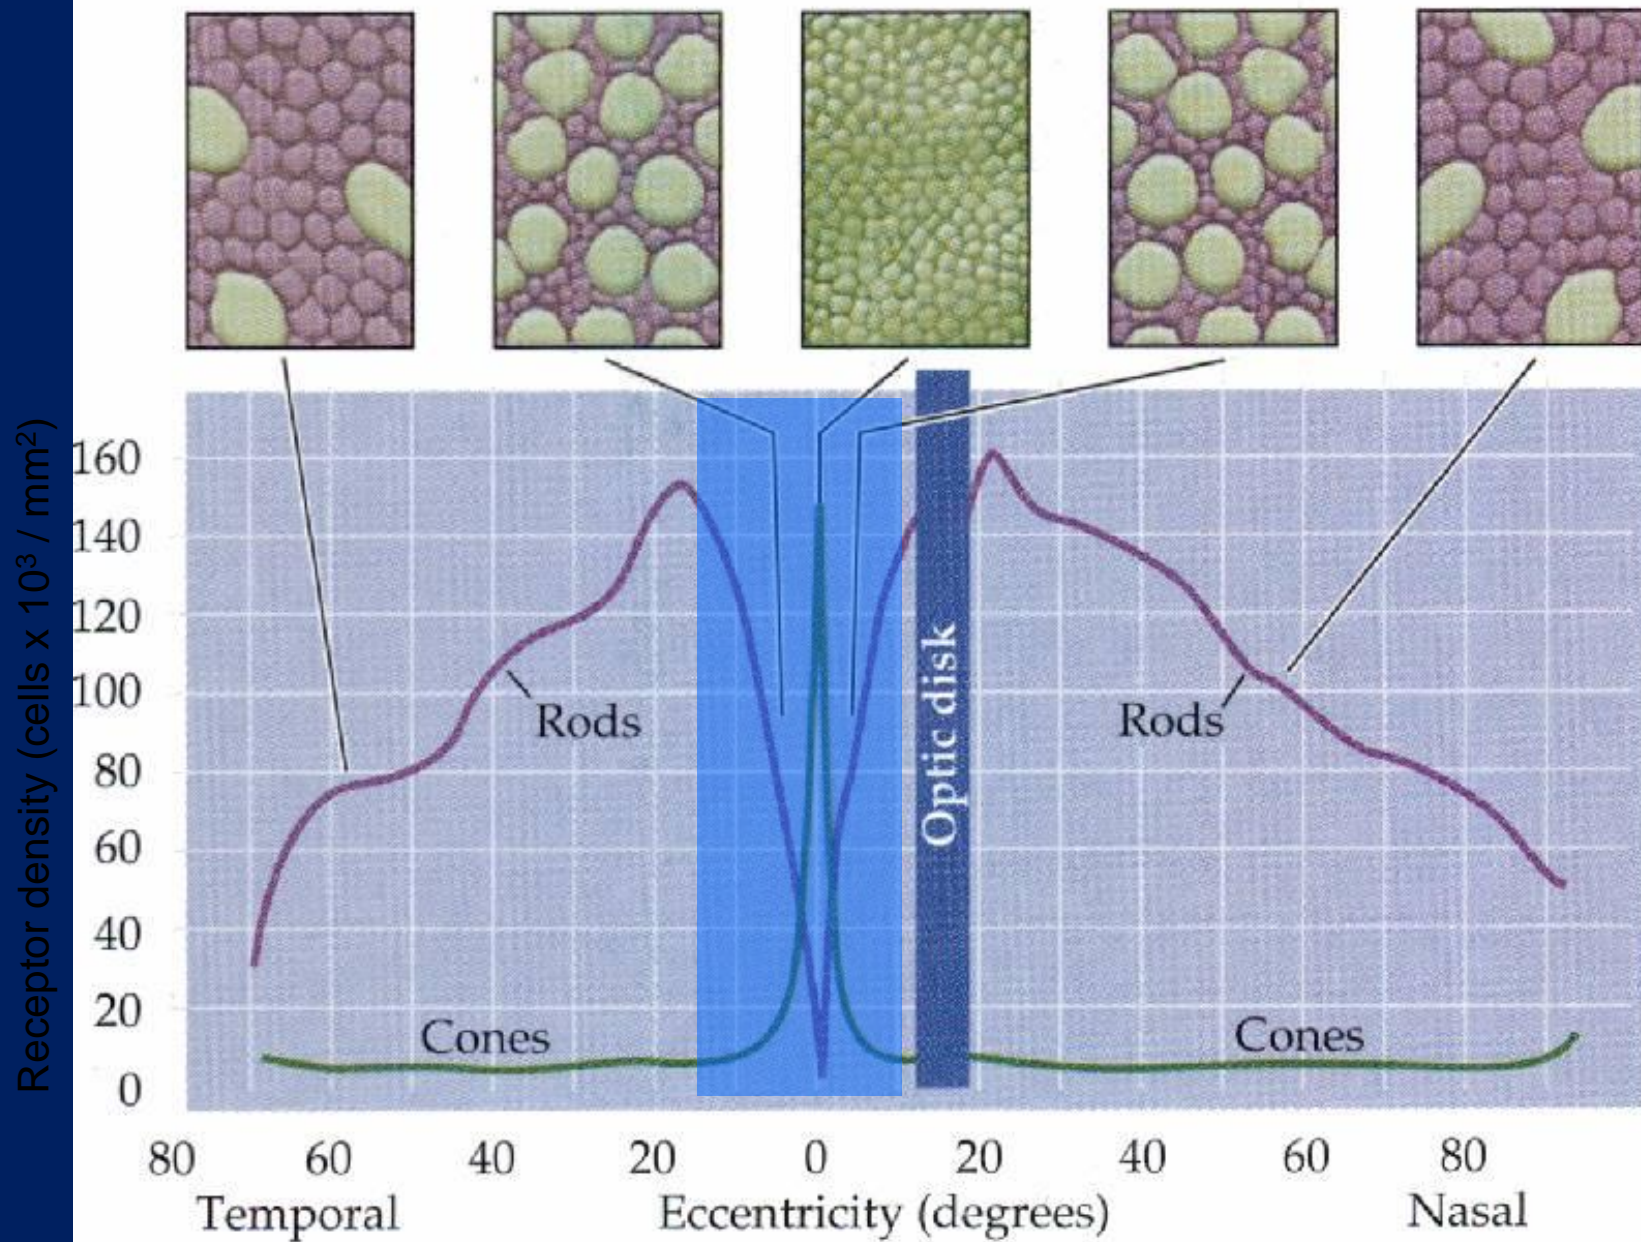 Receptor density (cells x 10³ / mm²)
160
140
120
100
80
60
40
20
0
Rods
Rods
Optic disk
Cones
Cones
80 60 40 20 0 20 40 60 80
Temporal Eccentricity (degrees) Nasal